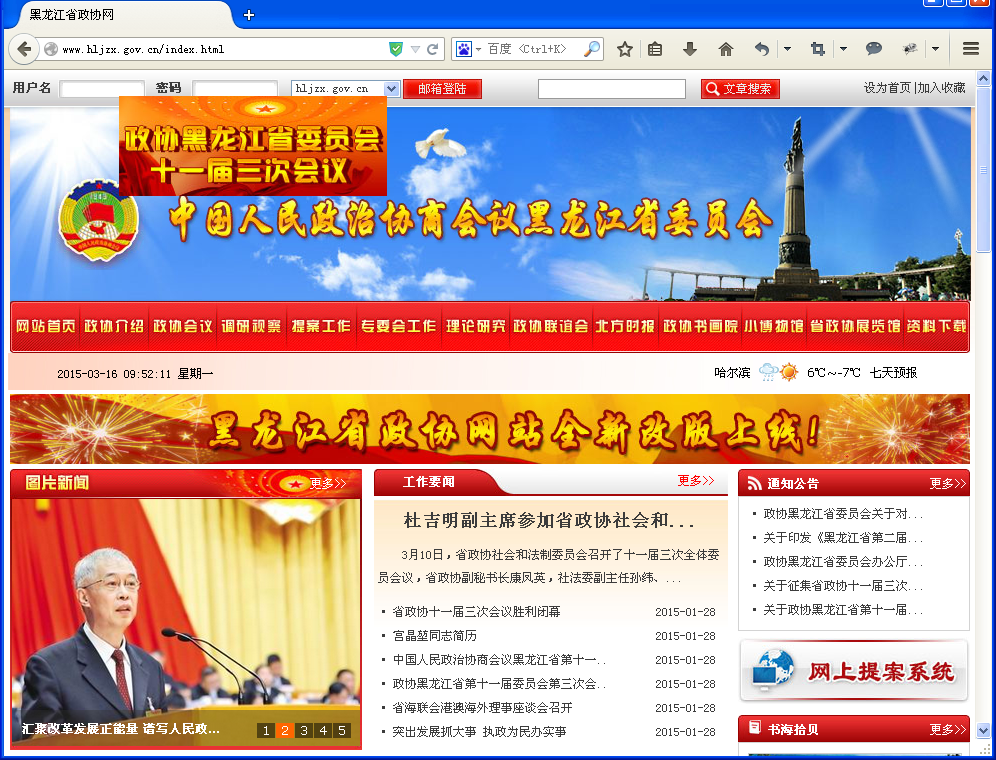 黑龙江省政协网
www.hljzx.gov.cn/index.html
百度 <Ctrl+K>
用户名
密码
hljzx.gov.cn
邮箱登陆
文章搜索
设为首页|加入收藏
政协黑龙江省委员会
十一届三次会议
中国人民政治协商会议黑龙江省委员会
网站首页 政协介绍 政协会议 调研视察 提案工作 专委会工作 理论研究 政协联谊会 北方时报 政协书画院 小博物馆 省政协展览馆 资料下载
2015-03-16 09:52:11 星期一
哈尔滨 6℃~-7℃ 七天预报
黑龙江省政协网站全新改版上线!
图片新闻 更多>>
汇聚改革发展正能量 谱写人民政...
1 2 3 4 5
工作要闻 更多>>
杜吉明副主席参加省政协社会和...
3月10日，省政协社会和法制委员会召开了十一届三次全体委
员会议，省政协副秘书长康凤英，社法委副主任孙纬、...
省政协十一届三次会议胜利闭幕 2015-01-28
宫晶堃同志简历 2015-01-28
中国人民政治协商会议黑龙江省第十一.. 2015-01-28
政协黑龙江省第十一届委员会第三次会.. 2015-01-28
省海联会港澳海外理事座谈会召开 2015-01-28
突出发展抓大事 执政为民办实事 2015-01-28
通知公告 更多>>
政协黑龙江省委员会关于对...
关于印发《黑龙江省第二届...
政协黑龙江省委员会办公厅...
关于征集省政协十一届三次...
关于政协黑龙江省第十一届...
网上提案系统
书海拾贝 更多>>